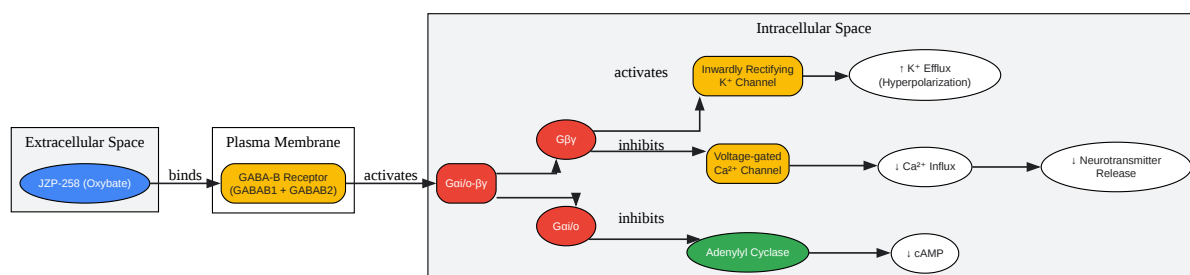 Intracellular Space
activates
Inwardly Rectifying
K⁺ Channel
↑ K⁺ Efflux
(Hyperpolarization)
Extracellular Space
JZP-258 (Oxybate)
binds
Plasma Membrane
GABA-B Receptor
(GABAB1 + GABAB2)
activates
Gαi/o-βγ
Gβγ
inhibits
Voltage-gated
Ca²⁺ Channel
↓ Ca²⁺ Influx
↓ Neurotransmitter
Release
Gαi/o
inhibits
Adenylyl Cyclase
↓ cAMP